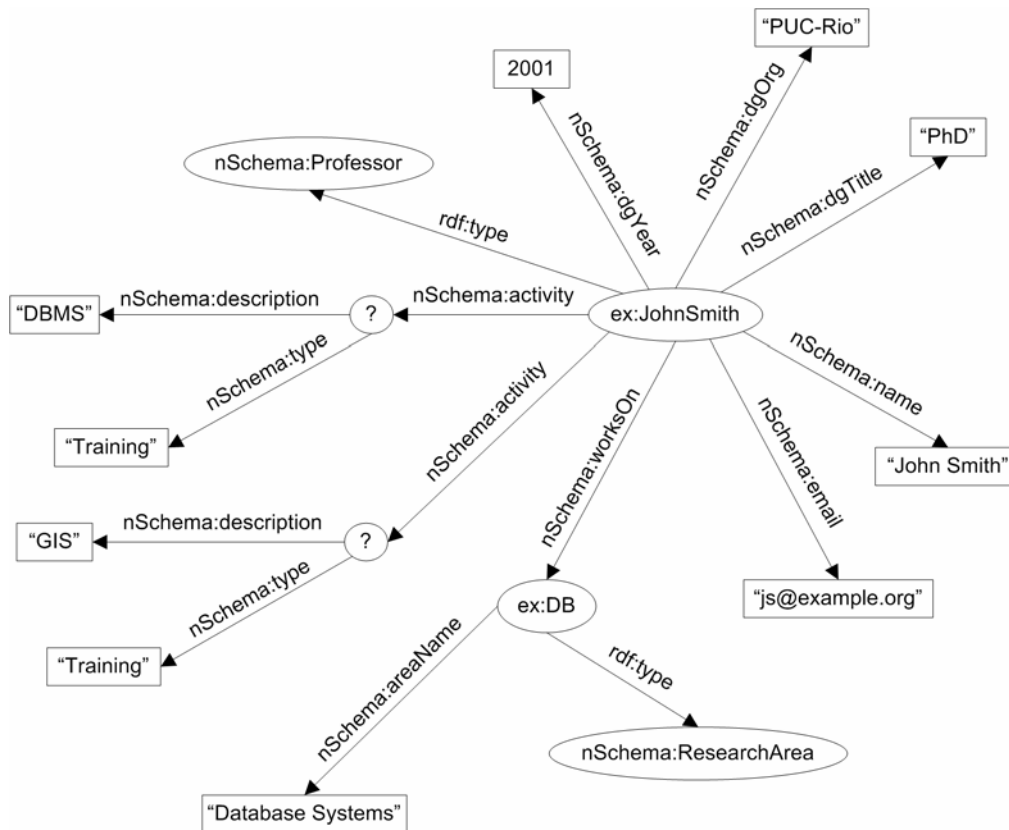 “PUC-Rio”
2001
nSchema:dgOrg
nSchema:dgYear
“PhD”
nSchema:dgTitle
nSchema:Professor
rdf:type
nSchema:description
nSchema:activity
“DBMS”
?
ex:JohnSmith
nSchema:type
nSchema:name
nSchema:activity
“Training”
nSchema:worksOn
nSchema:email
“John Smith”
nSchema:description
“GIS”
?
nSchema:type
ex:DB
“js@example.org”
“Training”
nSchema:areaName
rdf:type
nSchema:ResearchArea
“Database Systems”